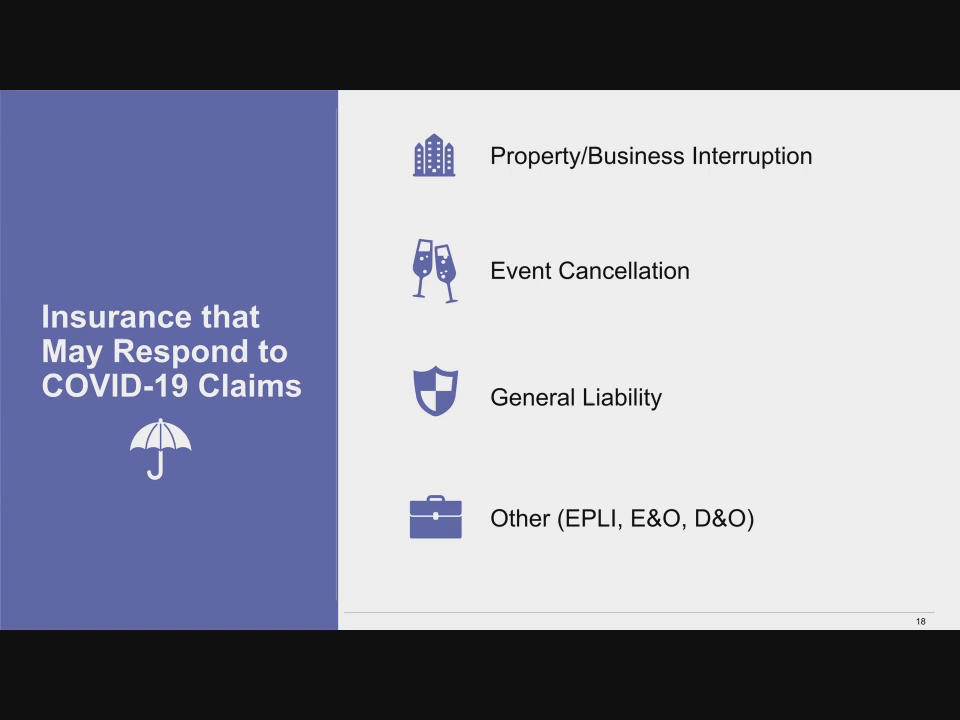 Insurance that
May Respond to
COVID-19 Claims
Property/Business Interruption
Event Cancellation
General Liability
Other (EPLI, E&O, D&O)
18